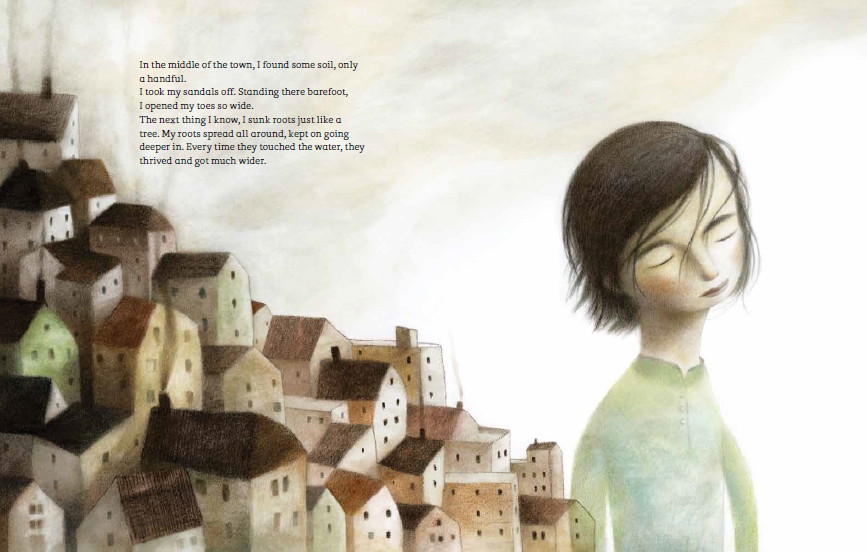 In the middle of the town, I found some soil, only
a handful.
I took my sandals off. Standing there barefoot,
I opened my toes so wide.
The next thing I know, I sunk roots just like a
tree. My roots spread all around, kept on going
deeper in. Every time they touched the water, they
thrived and got much wider.